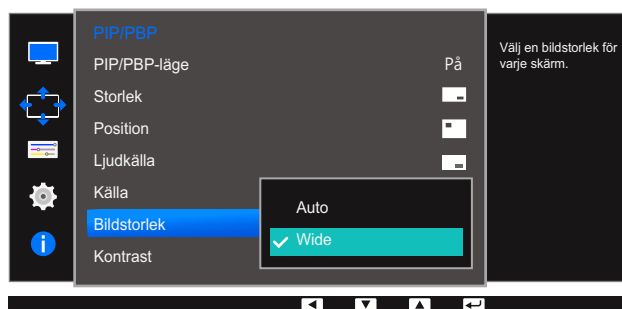 PIP/PBP
PIP/PBP-läge På
Storlek
Position
Ljudkälla
Källa
Bildstorlek
Kontrast
Auto
Wide
Välj en bildstorlek för
varje skärm.